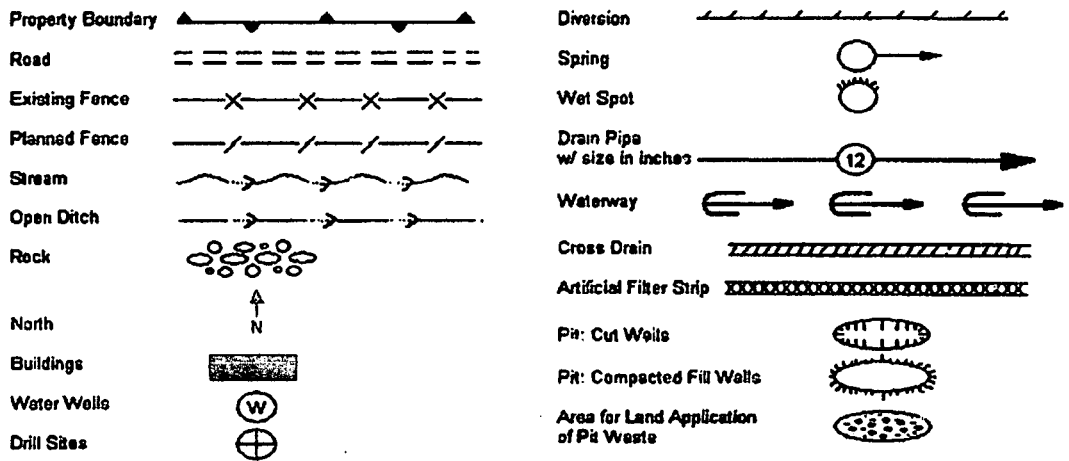 Property Boundary
Road
Existing Fence
Planned Fence
Stream
Open Ditch
Rock
North
N
Buildings
Water Wells
W
Drill Sites
Diversion
Spring
Wet Spot
Drain Pipe
w/ size in inches
12
Waterway
Cross Drain
Artificial Filter Strip
Pit: Cut Walls
Pit: Compacted Fill Walls
Area for Land Application
of Pit Waste